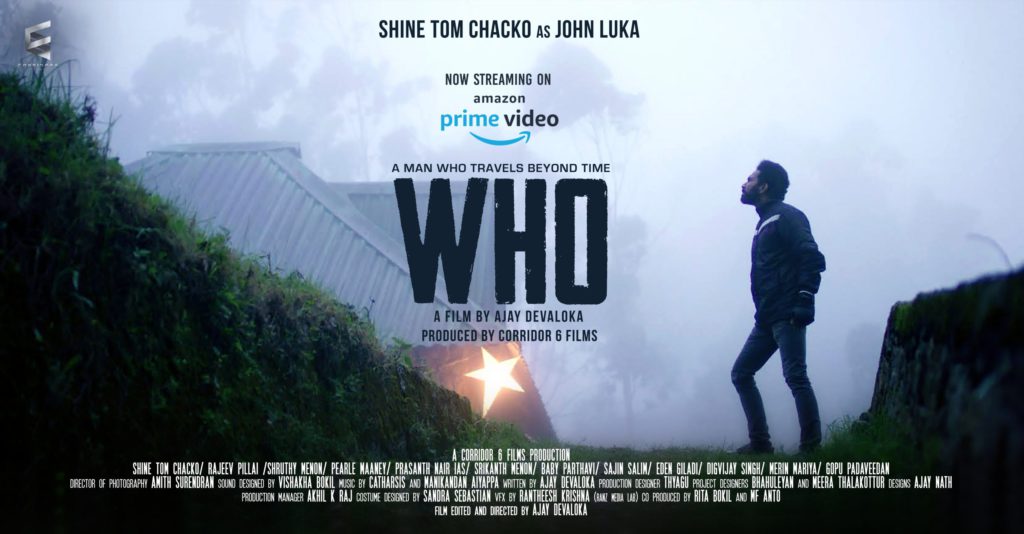 SHINE TOM CHACKO AS JOHN LUKA
NOW STREAMING ON
amazon
prime video
A MAN WHO TRAVELS BEYOND TIME
WHO
A FILM BY AJAY DEVALOKA
PRODUCED BY CORRIDOR 6 FILMS
A CORRIDOR 6 FILMS PRODUCTION
SHINE TOM CHACKO/ RAJEEV PILLAI /SHRUTHY MENON/ PEARLE MAANEY/ PRASANTH NAIR IAS/ SRIKANTH MENON/ BABY PARTHAVI/ SAJIN SALIM/ EDEN GILADI/ DIGVIJAY SINGH/ MERIN MARIYA/ GOPU PADAVEEDAN
DIRECTOR OF PHOTOGRAPHY AMITH SURENDRAN SOUND DESIGNED BY VISHAKHA BOKIL MUSIC BY CATHARSIS AND MANIKANDAN AIYAPPA WRITTEN BY AJAY DEVALOKA PRODUCTION DESIGNER THYAGU PROJECT DESIGNERS BHAHULEYAN AND MEERA THALAKOTTUR DESIGNS AJAY NATH
PRODUCTION MANAGER AKHIL K RAJ COSTUME DESIGNED BY SANDRA SEBASTIAN VFX BY RANTHEESH KRISHNA (RANZ MEDIA LAB) CO PRODUCED BY RITA BOKIL AND MF ANTO
FILM EDITED AND DIRECTED BY AJAY DEVALOKA